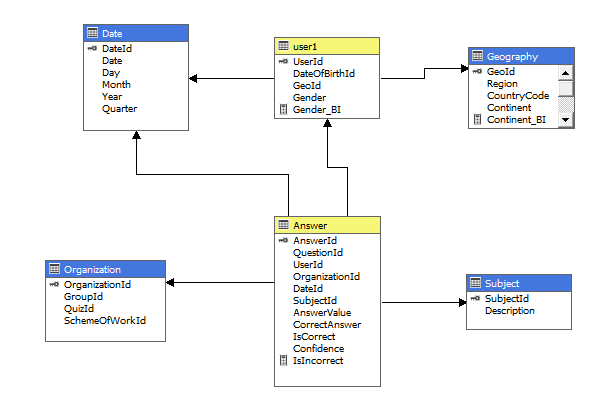 Date
DateId
Date
Day
Month
Year
Quarter
user1
UserId
DateOfBirthId
GeoId
Gender
Gender_BI
Geography
GeoId
Region
CountryCode
Continent
Continent_BI
Answer
AnswerId
QuestionId
UserId
OrganizationId
DateId
SubjectId
AnswerValue
CorrectAnswer
IsCorrect
Confidence
IsIncorrect
Organization
OrganizationId
GroupId
QuizId
SchemeOfWorkId
Subject
SubjectId
Description